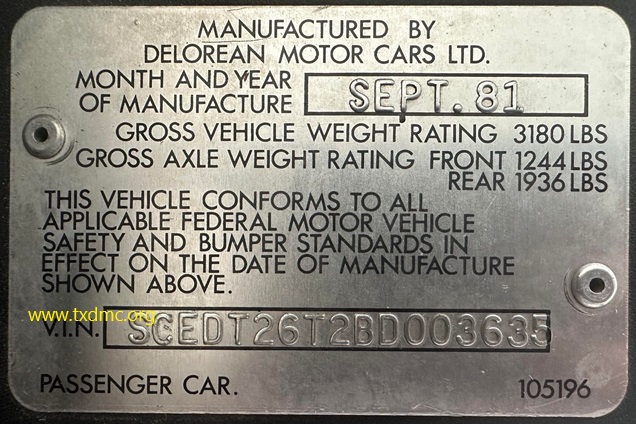 MANUFACTURED BY
DELOREAN MOTOR CARS LTD.
MONTH AND YEAR
OF MANUFACTURE SEPT. 81
GROSS VEHICLE WEIGHT RATING 3180 LBS
GROSS AXLE WEIGHT RATING FRONT 1244 LBS
REAR 1936 LBS
THIS VEHICLE CONFORMS TO ALL
APPLICABLE FEDERAL MOTOR VEHICLE
SAFETY AND BUMPER STANDARDS IN
EFFECT ON THE DATE OF MANUFACTURE
SHOWN ABOVE.
www.txdmc.org
V.I.N. SCEDT26T2BD003635
PASSENGER CAR. 105196